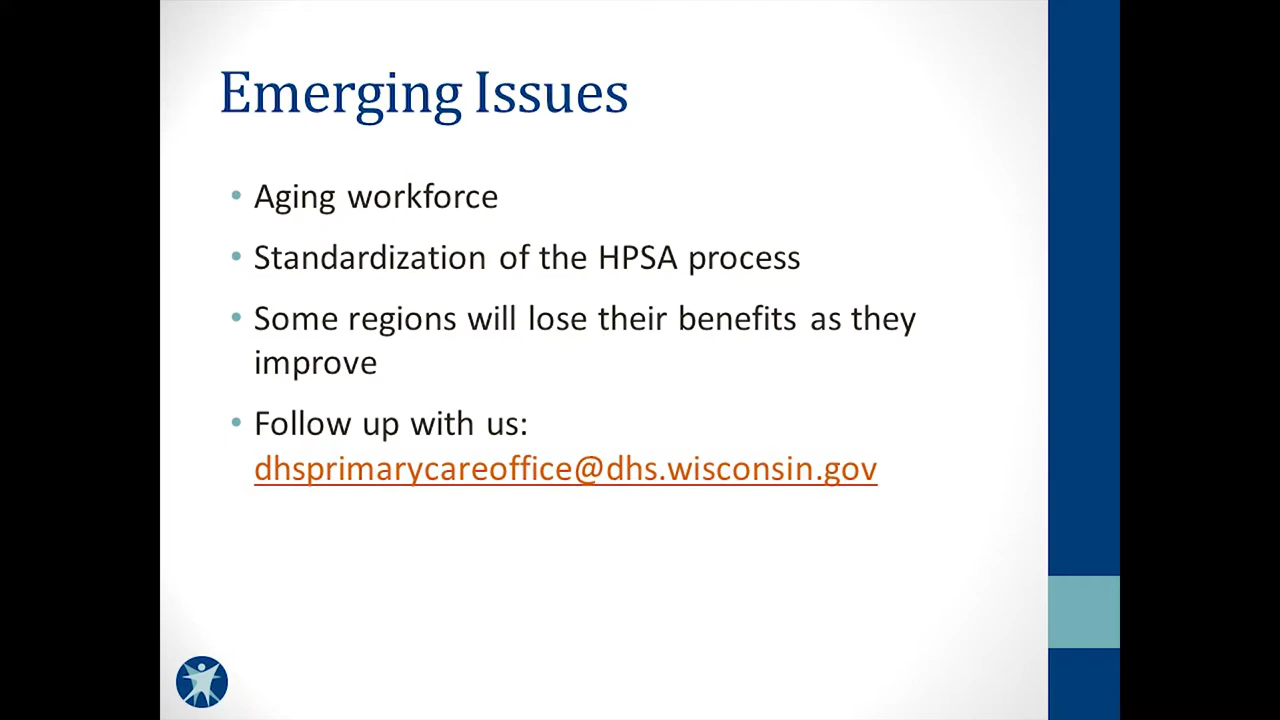 Emerging Issues
• Aging workforce
• Standardization of the HPSA process
• Some regions will lose their benefits as they
improve
• Follow up with us:
dhsprimarycareoffice@dhs.wisconsin.gov